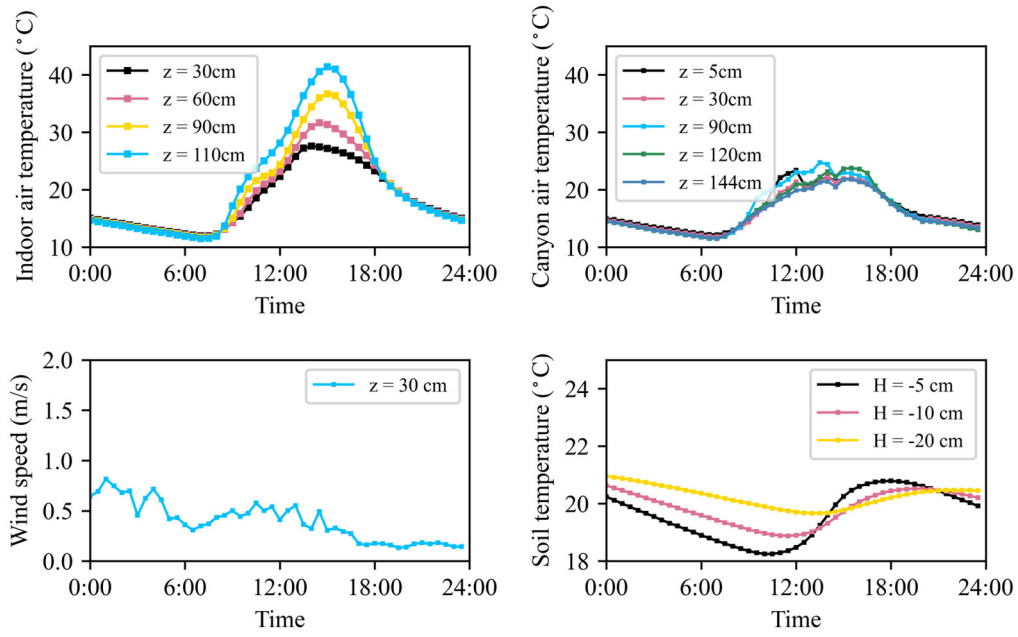 Indoor air temperature (°C)
40
30
20
10
z = 30cm
z = 60cm
z = 90cm
z = 110cm
0:00 6:00 12:00 18:00 24:00
Time
Canyon air temperature (°C)
40
30
20
10
z = 5cm
z = 30cm
z = 90cm
z = 120cm
z = 144cm
0:00 6:00 12:00 18:00 24:00
Time
Wind speed (m/s)
2.0
1.5
1.0
0.5
0.0
z = 30 cm
0:00 6:00 12:00 18:00 24:00
Time
Soil temperature (°C)
24
22
20
18
H = -5 cm
H = -10 cm
H = -20 cm
0:00 6:00 12:00 18:00 24:00
Time